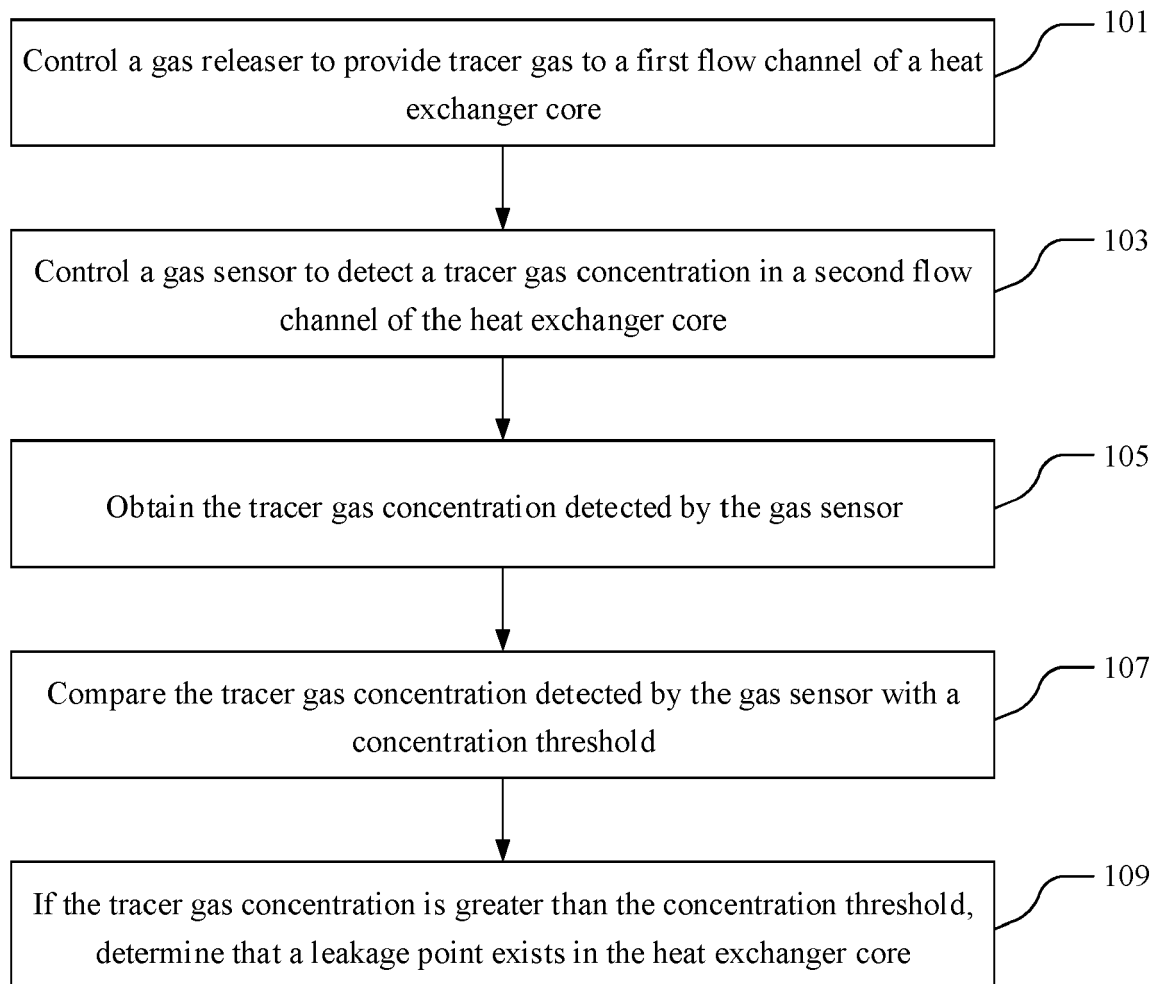 101
Control a gas releaser to provide tracer gas to a first flow channel of a heat
exchanger core
103
Control a gas sensor to detect a tracer gas concentration in a second flow
channel of the heat exchanger core
105
Obtain the tracer gas concentration detected by the gas sensor
107
Compare the tracer gas concentration detected by the gas sensor with a
concentration threshold
109
If the tracer gas concentration is greater than the concentration threshold,
determine that a leakage point exists in the heat exchanger core